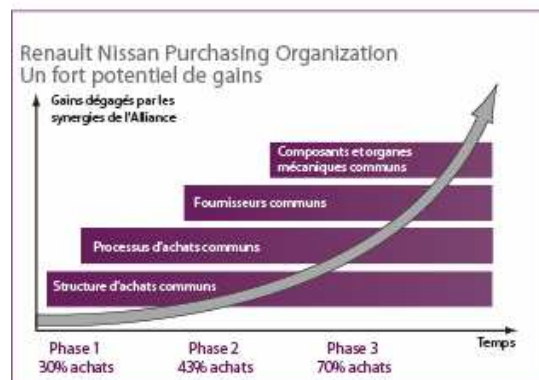 Renault Nissan Purchasing Organization
Un fort potentiel de gains
Gains dégagés par les
synergies de l'Alliance
Composants et organes
mécaniques communs
Fournisseurs communs
Processus d'achats communs
Structure d'achats communs
Temps
Phase 1
30% achats
Phase 2
43% achats
Phase 3
70% achats